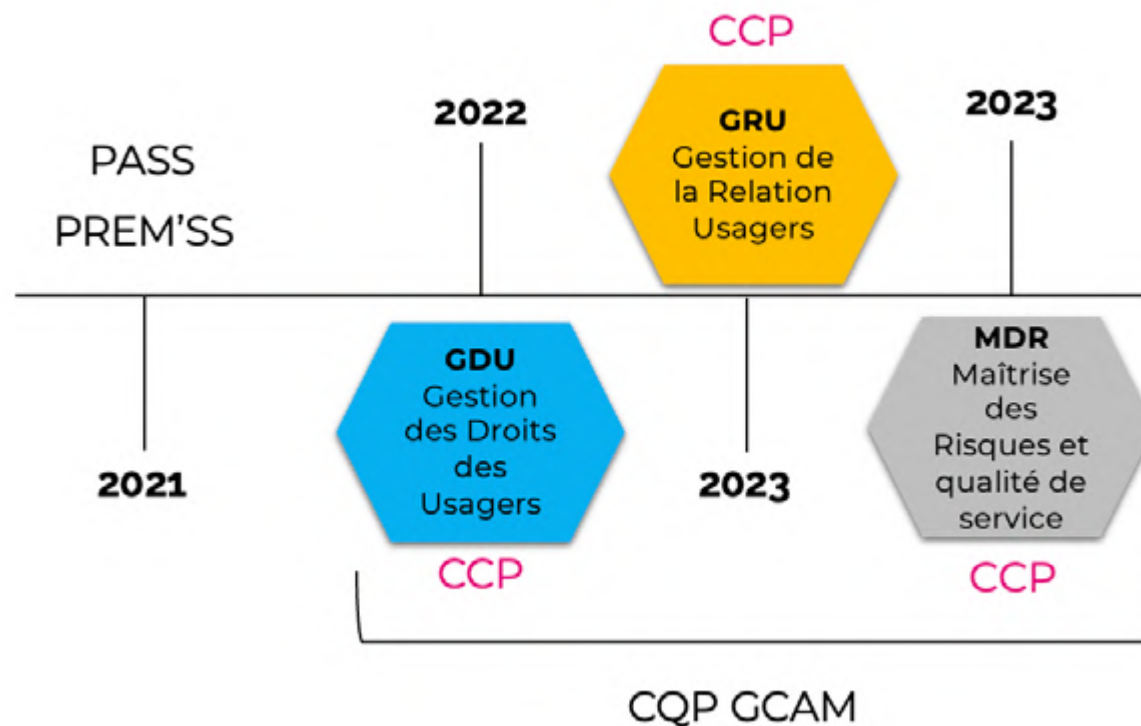 CCP
2022
GRU
Gestion de
la Relation
Usagers
2023
PASS
PREM'SS
2021
GDU
Gestion
des Droits
des
Usagers
CCP
2023
MDR
Maîtrise
des
Risques et
qualité de
service
CCP
CQP GCAM